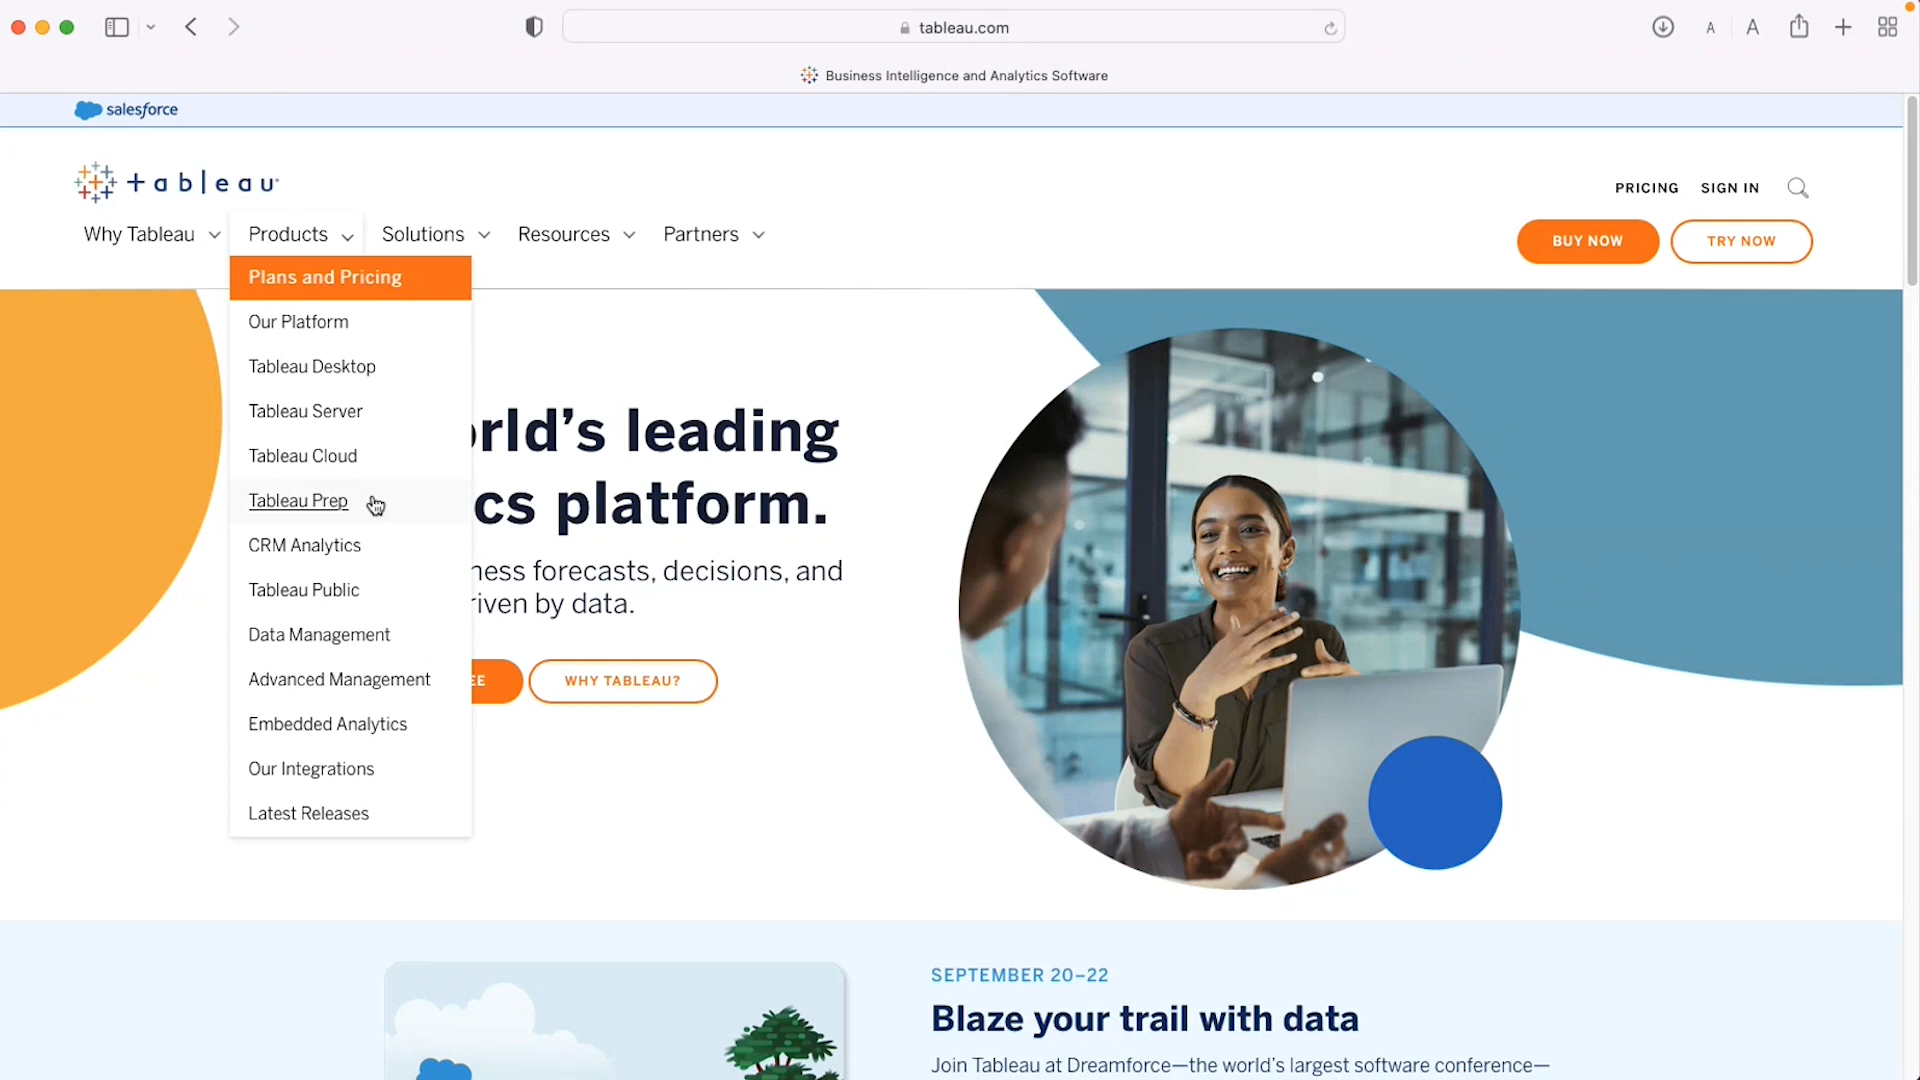 tableau.com
A
A
Business Intelligence and Analytics Software
salesforce
+ableau
PRICING SIGN IN
Why Tableau Products Solutions Resources Partners
BUY NOW TRY NOW
Plans and Pricing
Our Platform
Tableau Desktop
Tableau Server
Tableau Cloud
Tableau Prep
CRM Analytics
Tableau Public
Data Management
Advanced Management
Embedded Analytics
Our Integrations
Latest Releases
rld’s leading
cs platform.
ness forecasts, decisions, and
riven by data.
EE
WHY TABLEAU?
SEPTEMBER 20–22
Blaze your trail with data
Join Tableau at Dreamforce—the world's largest software conference—